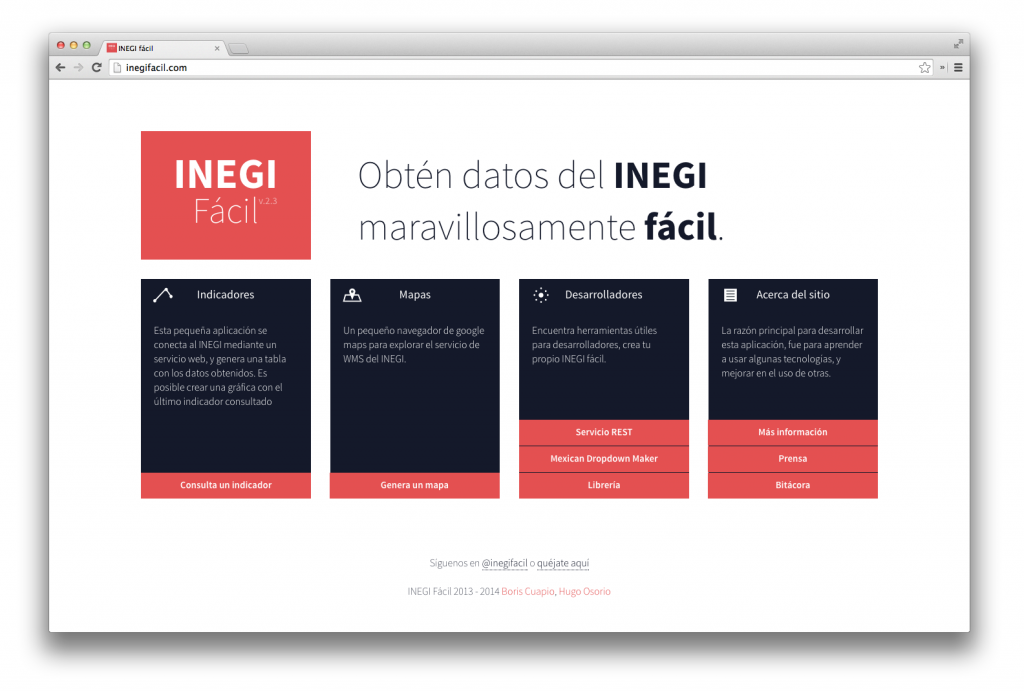 INEGI fácil
inegifacil.com
INEGI
Fácil v.2.3
Obtén datos del INEGI
maravillosamente fácil.
Indicadores
Esta pequeña aplicación se
conecta al INEGI mediante un
servicio web, y genera una tabla
con los datos obtenidos. Es
posible crear una gráfica con el
último indicador consultado
Consulta un indicador
Mapas
Un pequeño navegador de google
maps para explorar el servicio de
WMS del INEGI.
Genera un mapa
Desarrolladores
Encuentra herramientas útiles
para desarrolladores, crea tu
propio INEGI fácil.
Servicio REST
Mexican Dropdown Maker
Librería
Acerca del sitio
La razón principal para desarrollar
esta aplicación, fue para aprender
a usar algunas tecnologías, y
mejorar en el uso de otras.
Más información
Prensa
Bitácora
Síguenos en @inegifacil o quéjate aquí
INEGI Fácil 2013 - 2014 Boris Cuapio, Hugo Osorio